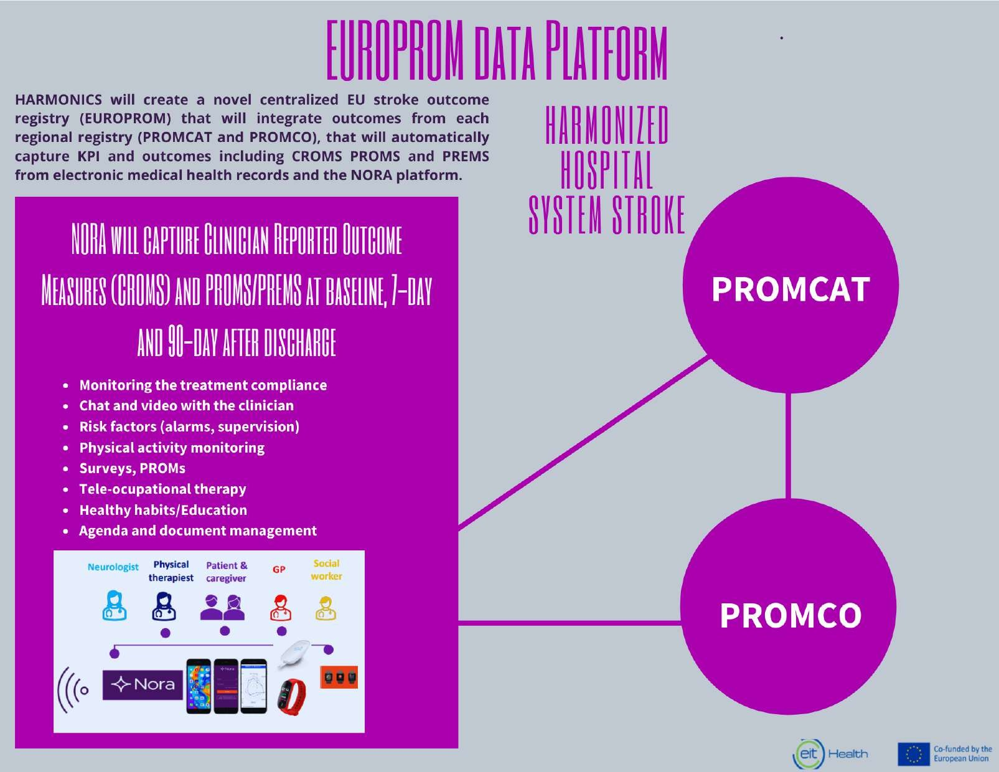 EUROPROM DATA PLATFORM
HARMONICS will create a novel centralized EU stroke outcome
registry (EUROPROM) that will integrate outcomes from each
regional registry (PROMCAT and PROMCO), that will automatically
capture KPI and outcomes including CROMS PROMS and PREMS
from electronic medical health records and the NORA platform.
HARMONIZED
HOSPITAL
SYSTEM STROKE
NORA WILL CAPTURE CLINICIAN REPORTED OUTCOME
MEASURES (CROMS) AND PROMS/PREMS AT BASELINE, 7-DAY
AND 90-DAY AFTER DISCHARGE
• Monitoring the treatment compliance
• Chat and video with the clinician
• Risk factors (alarms, supervision)
• Physical activity monitoring
• Surveys, PROMs
• Tele-ocupational therapy
• Healthy habits/Education
• Agenda and document management
Neurologist
Physical
therapiest
Patient &
caregiver
GP
Social
worker
Nora
Nora
PROMCAT
PROMCO
eit Health
Co-funded by the
European Union